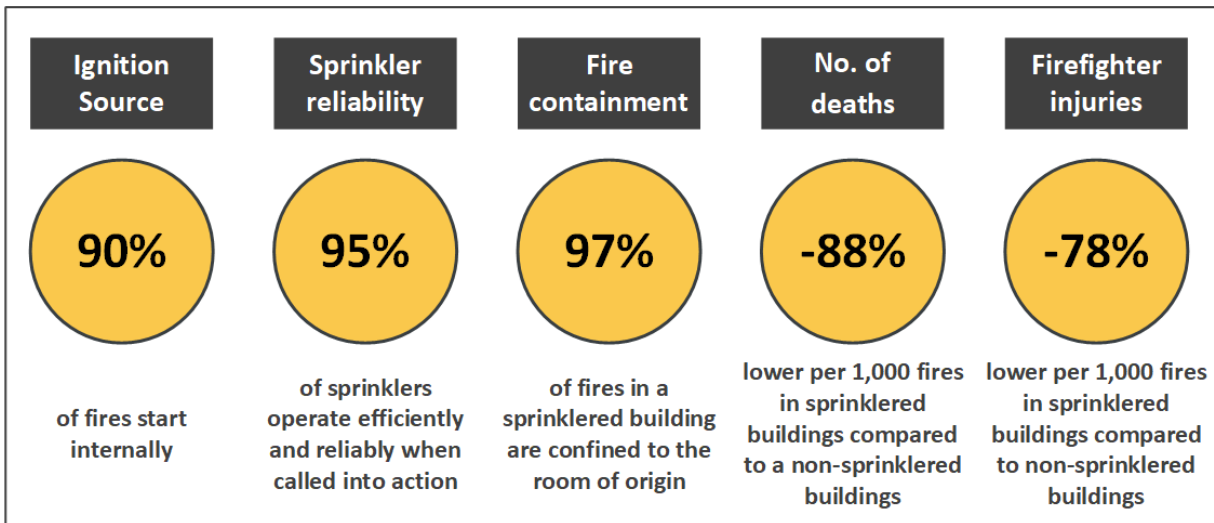 Ignition
Source
Sprinkler
reliability
Fire
containment
No. of
deaths
Firefighter
injuries
90%
95%
97%
-88%
-78%
of fires start
internally
of sprinklers
operate efficiently
and reliably when
called into action
of fires in a
sprinklered building
are confined to the
room of origin
lower per 1,000 fires
in sprinklered
buildings compared
to a non-sprinklered
buildings
lower per 1,000 fires
in sprinklered
buildings compared
to non-sprinklered
buildings